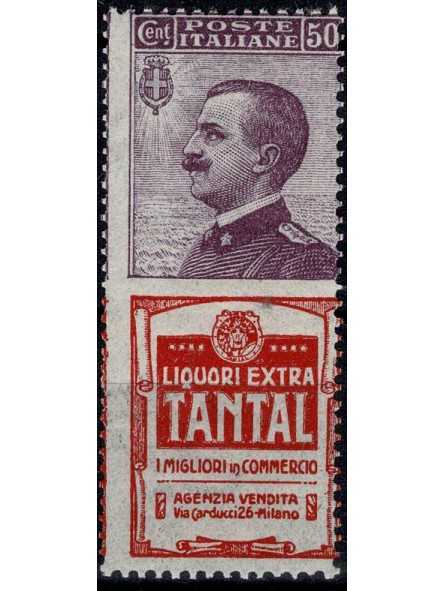 Cent. POSTE ITALIANE 50
LIQUORI EXTRA
TANTAL
I MIGLIORI in COMMERCIO
AGENZIA VENDITA
Via Carducci 26-Milano